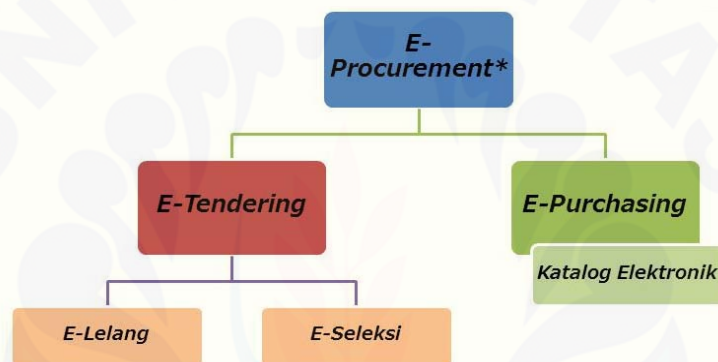 E-
Procurement*
E-Tendering
E-Purchasing
Katalog Elektronik
E-Lelang
E-Seleksi